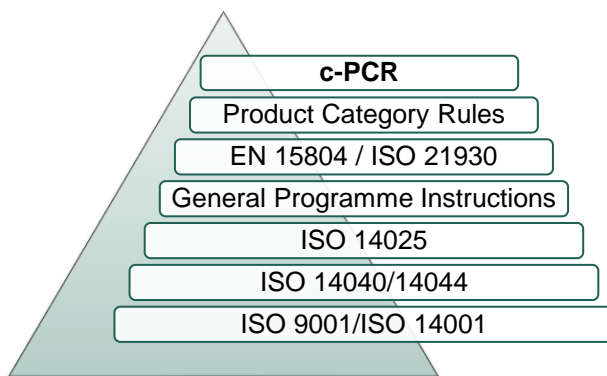 c-PCR
Product Category Rules
EN 15804 / ISO 21930
General Programme Instructions
ISO 14025
ISO 14040/14044
ISO 9001/ISO 14001